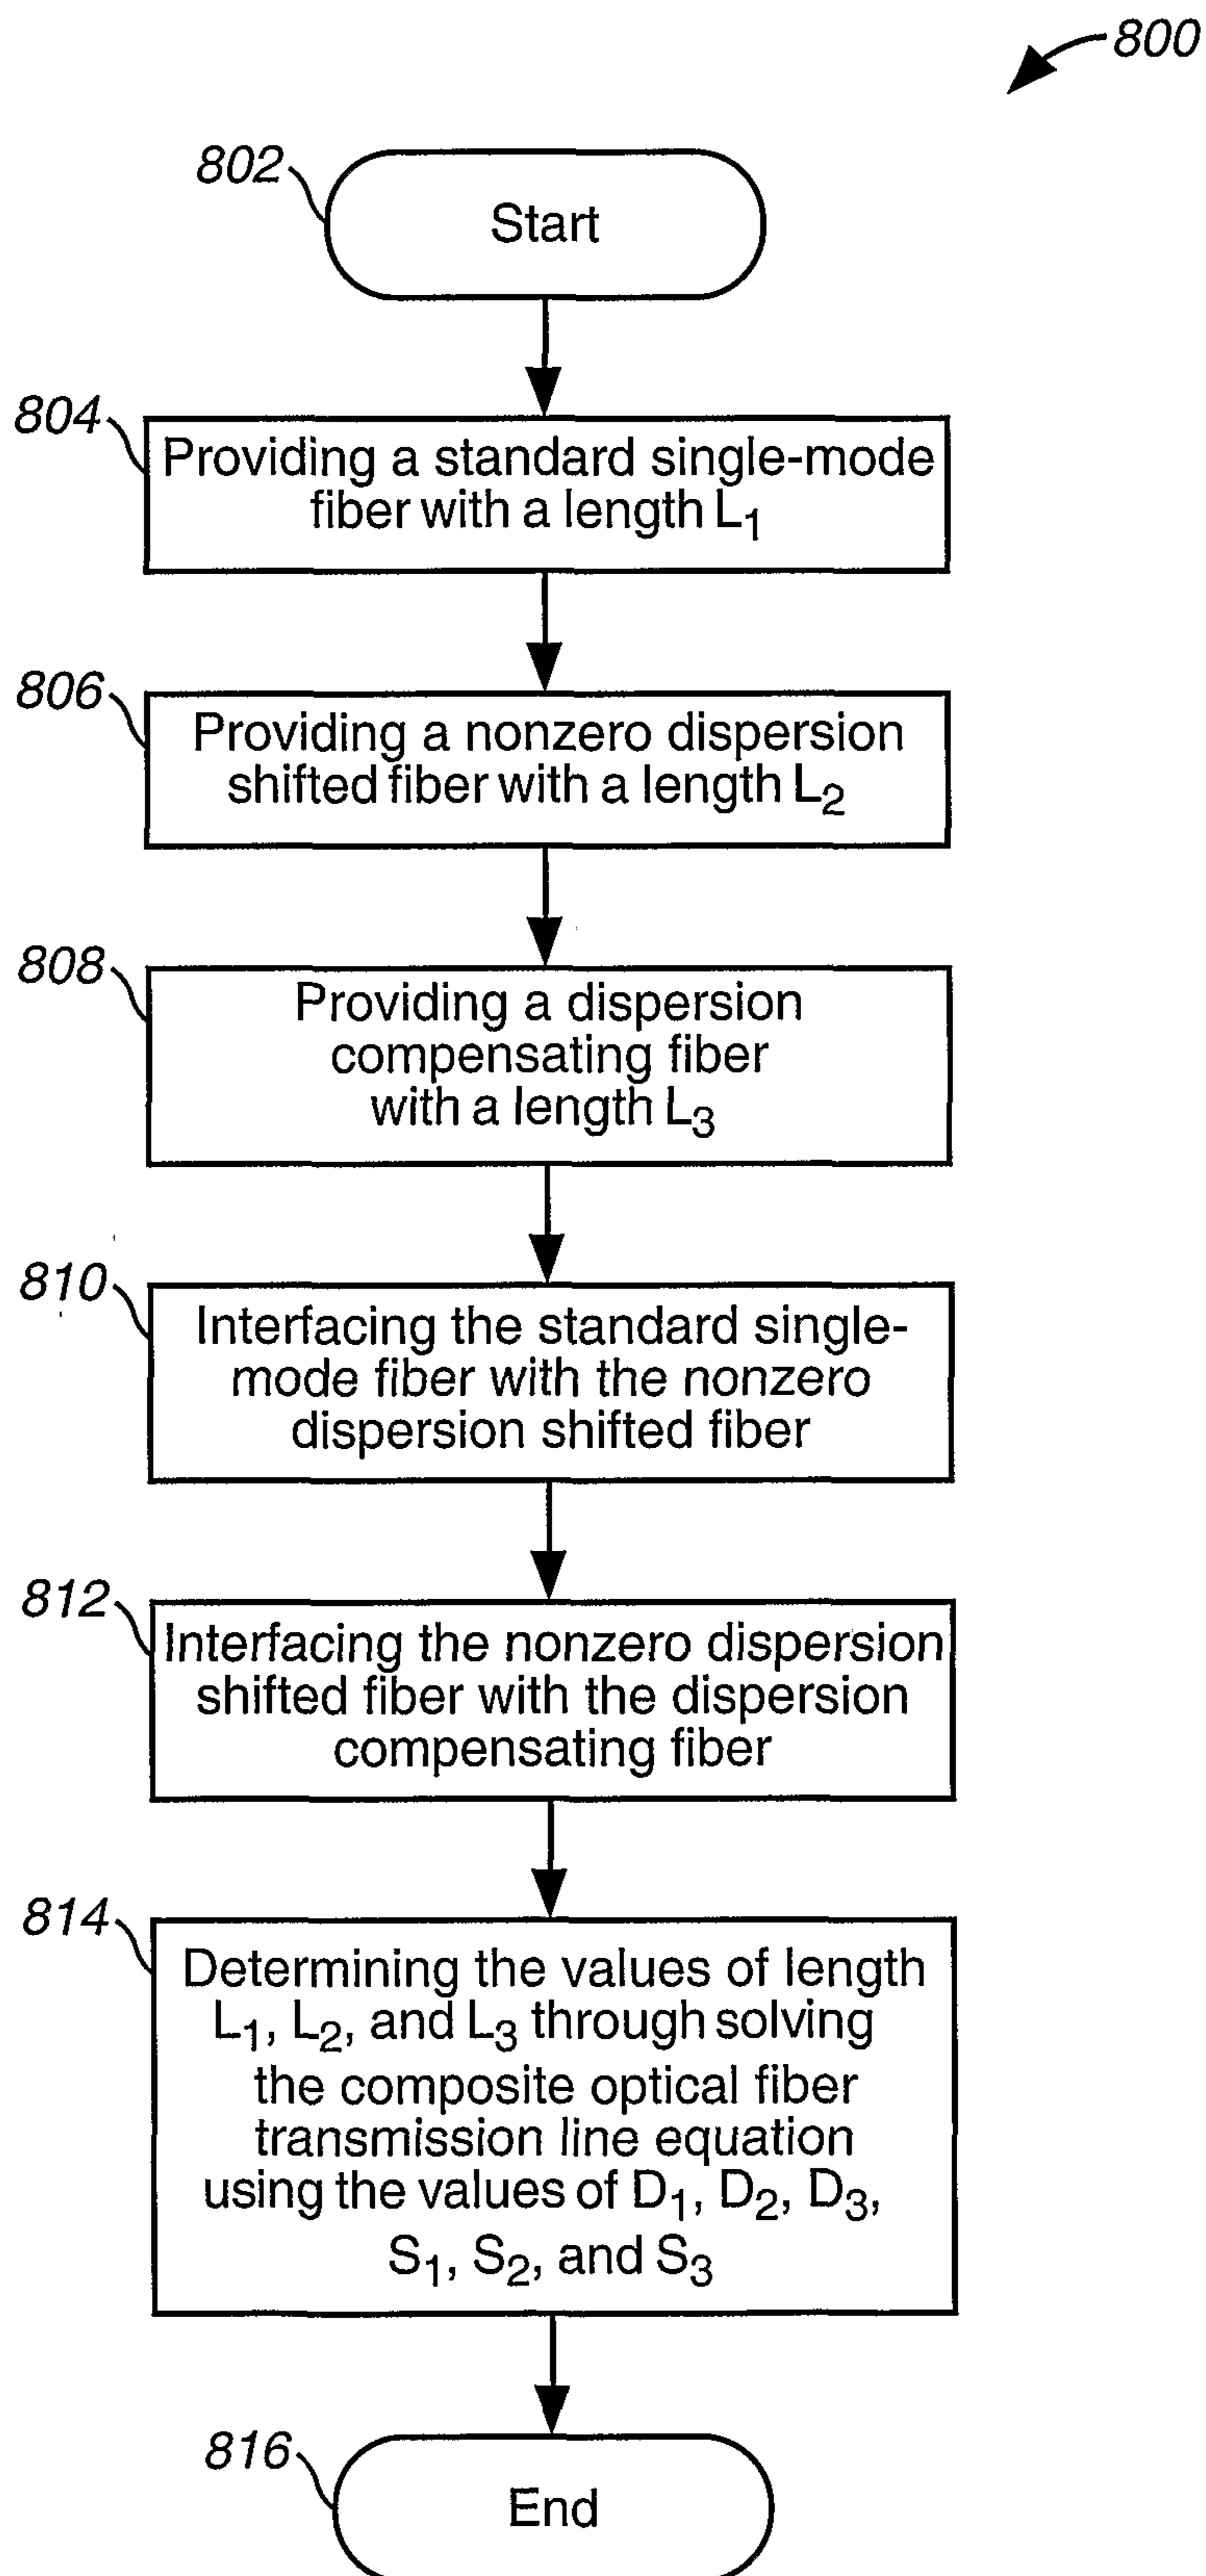 800
802
Start
804
Providing a standard single-mode
fiber with a length L₁
806
Providing a nonzero dispersion
shifted fiber with a length L₂
808
Providing a dispersion
compensating fiber
with a length L₃
810
Interfacing the standard single-
mode fiber with the nonzero
dispersion shifted fiber
812
Interfacing the nonzero dispersion
shifted fiber with the dispersion
compensating fiber
814
Determining the values of length
L₁, L₂, and L₃ through solving
the composite optical fiber
transmission line equation
using the values of D₁, D₂, D₃,
S₁, S₂, and S₃
816
End